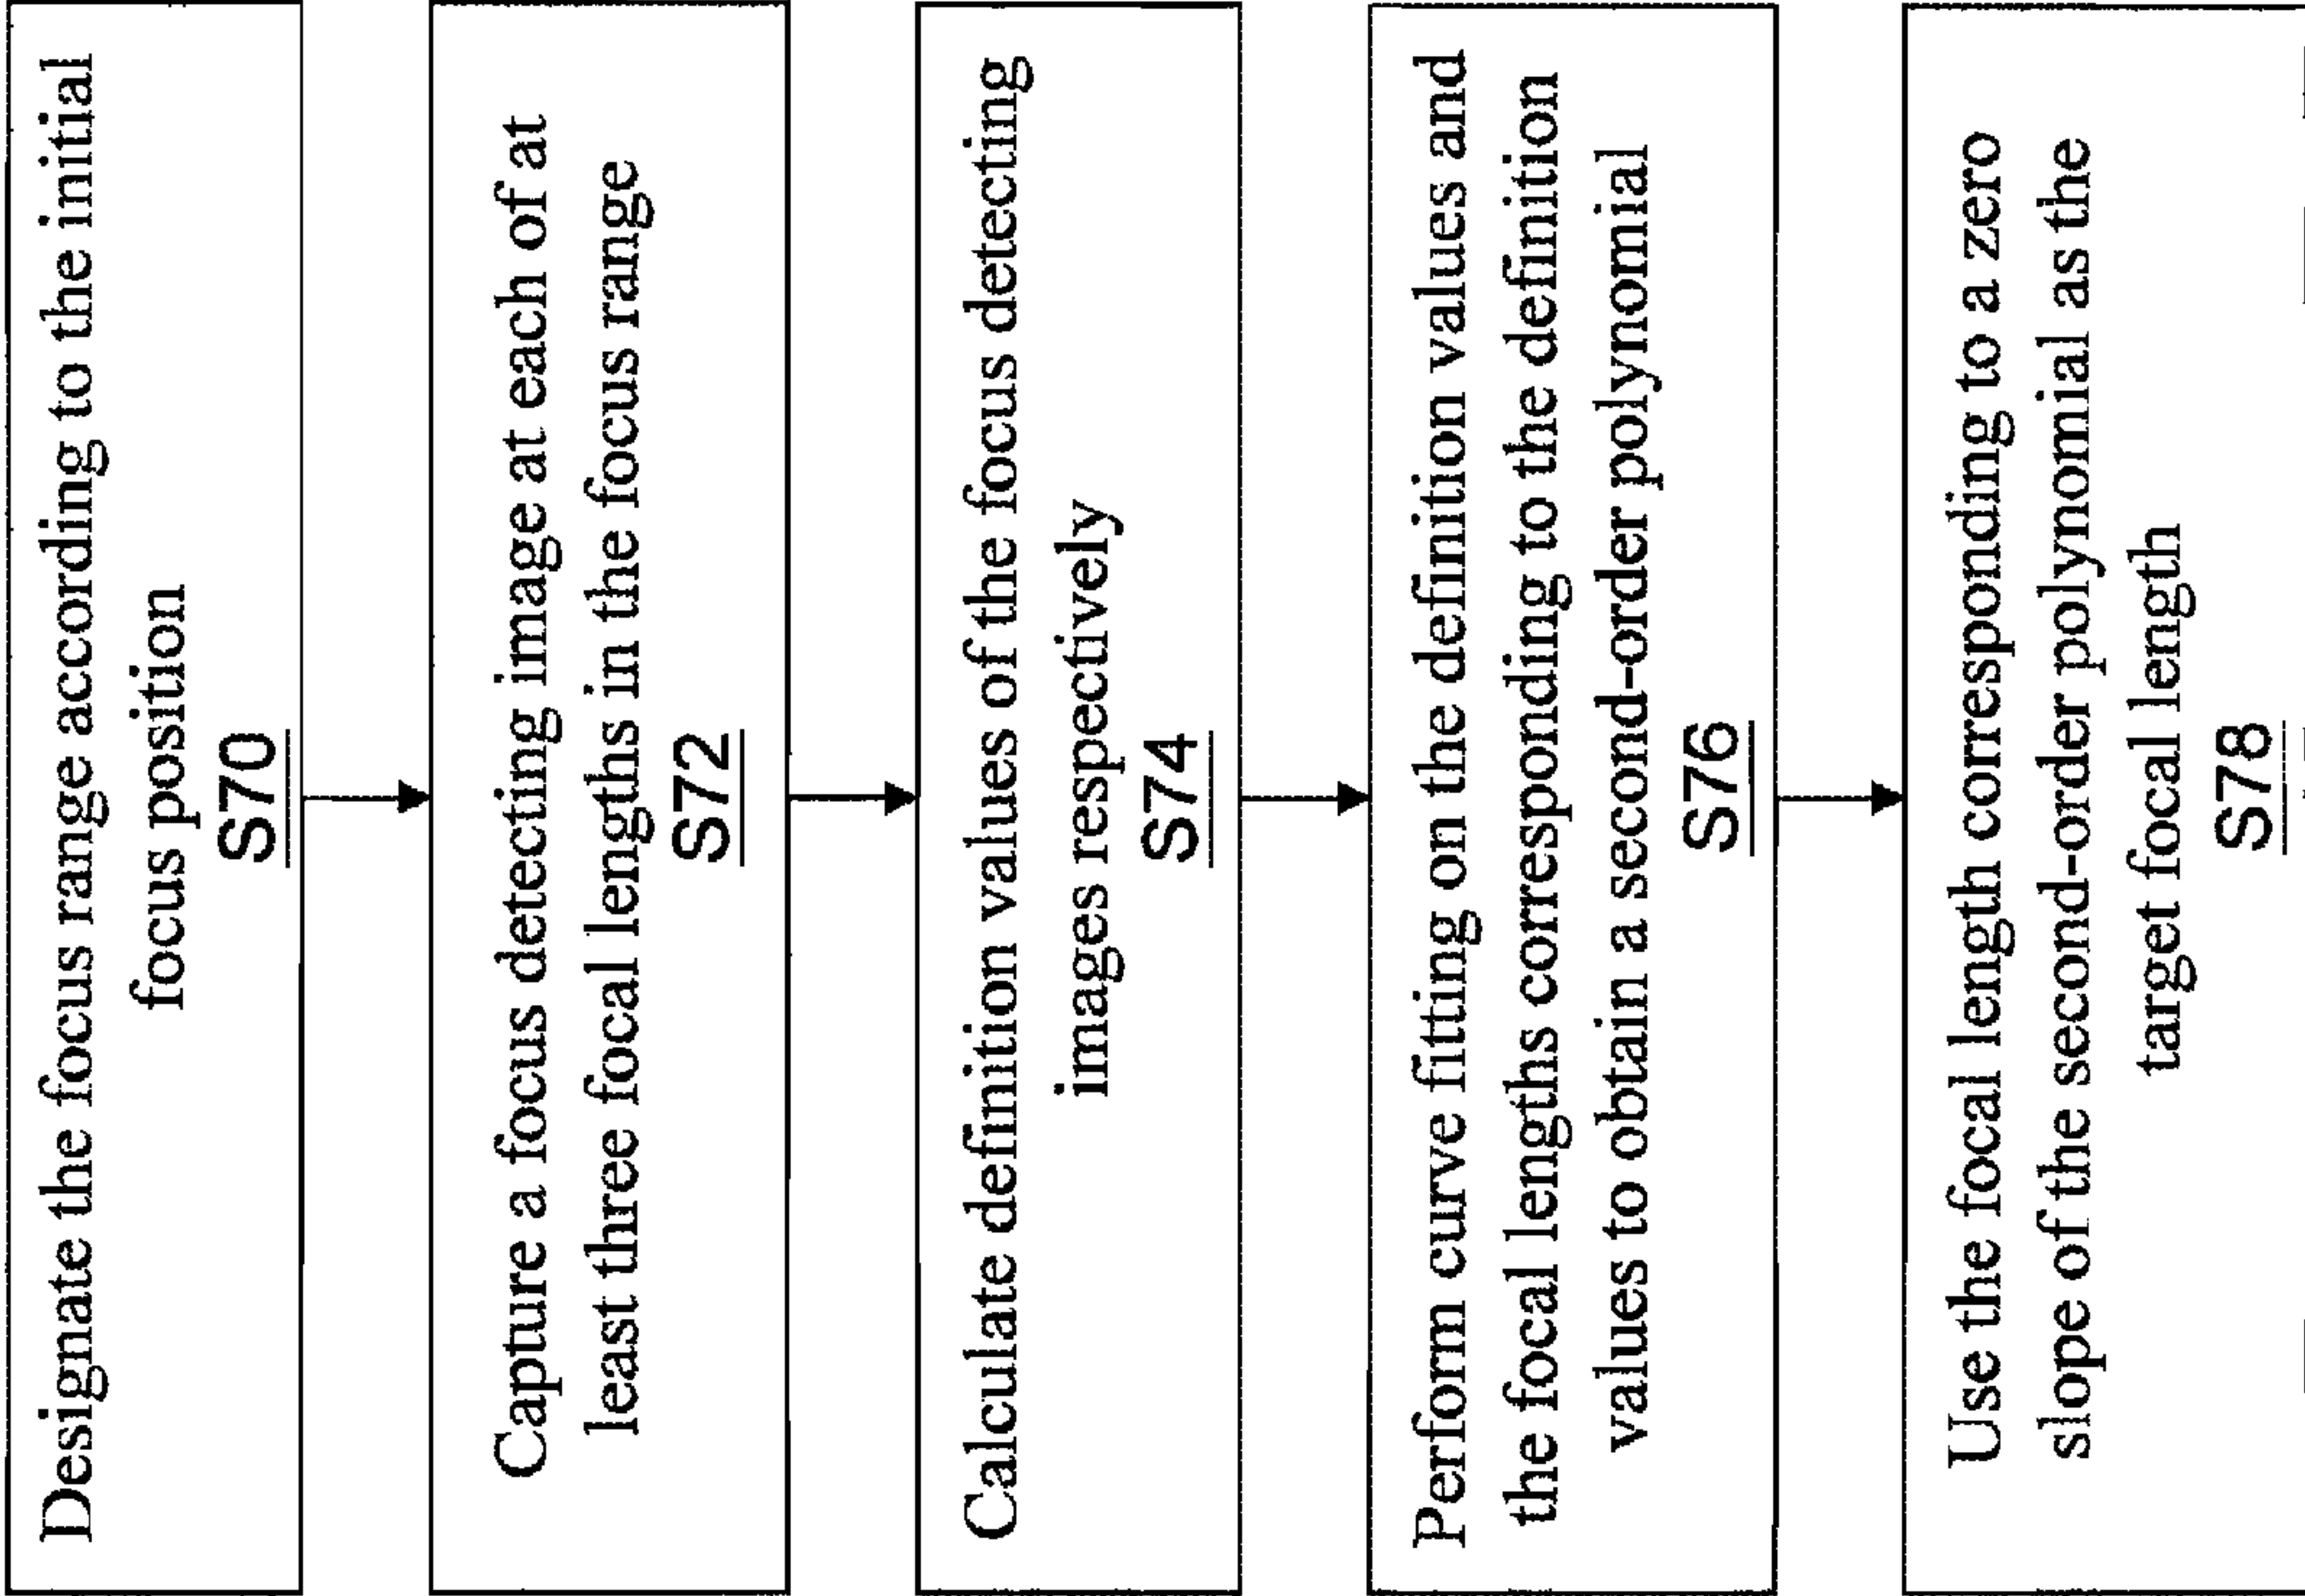 Designate the focus range according to the initial
focus position
S70
Capture a focus detecting image at each of at
least three focal lengths in the focus range
S72
Calculate definition values of the focus detecting
images respectively
S74
Perform curve fitting on the definition values and
the focal lengths corresponding to the definition
values to obtain a second-order polynomial
S76
Use the focal length corresponding to a zero
slope of the second-order polynomial as the
target focal length
S78